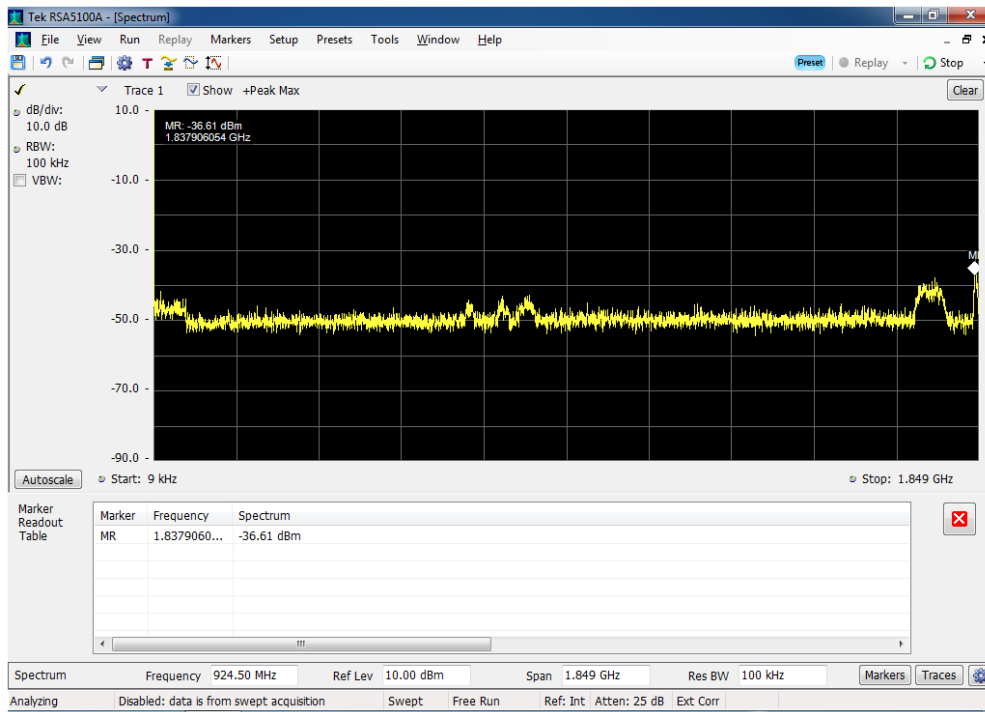 Tek RSA5100A - [Spectrum]
File View Run Replay Markers Setup Presets Tools Window Help
T Preset Replay Stop
Trace 1 Show +Peak Max Clear
dB/div:
10.0 dB
RBW:
100 kHz
VBW:
10.0 -
-10.0 -
-30.0 -
-50.0 -
-70.0 -
-90.0 -
MR: -36.61 dBm
1.837906054 GHz
Autoscale Start: 9 kHz Stop: 1.849 GHz
Marker
Readout
Table
Marker Frequency Spectrum
MR 1.8379060... -36.61 dBm
Spectrum Frequency 924.50 MHz Ref Lev 10.00 dBm Span 1.849 GHz Res BW 100 kHz Markers Traces
Analyzing Disabled: data is from swept acquisition Swept Free Run Ref: Int Atten: 25 dB Ext Corr